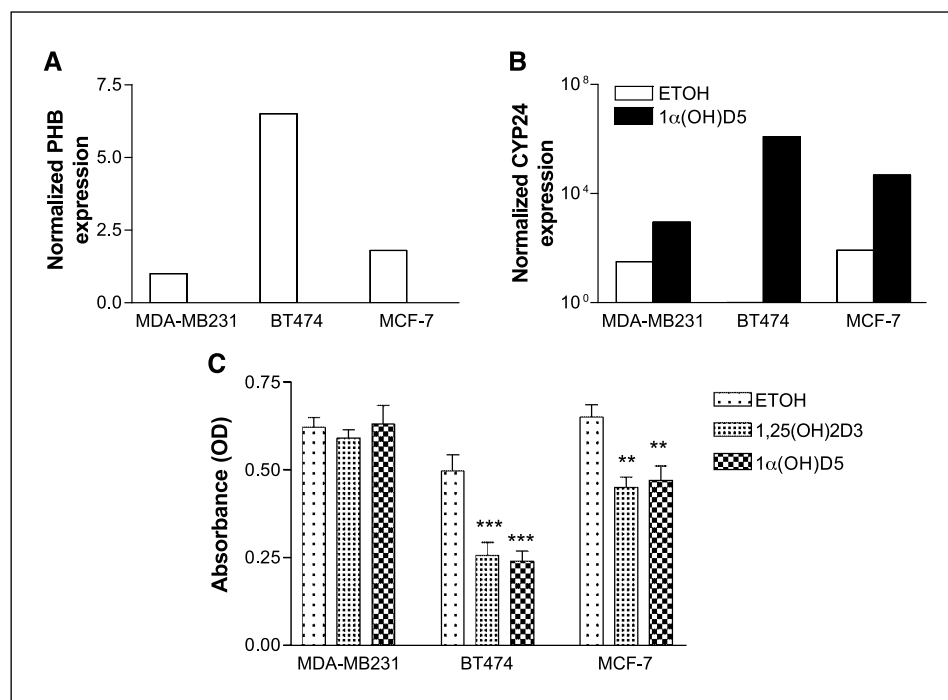 A
Normalized PHB
expression
7.5
5.0
2.5
0.0
MDA-MB231 BT474 MCF-7
B
Normalized CYP24
expression
10⁸
10⁴
10⁰
ETOH
1α(OH)D5
MDA-MB231 BT474 MCF-7
C
Absorbance (OD)
0.75
0.50
0.25
0.00
*** ***
** **
MDA-MB231 BT474 MCF-7
ETOH
1,25(OH)2D3
1α(OH)D5